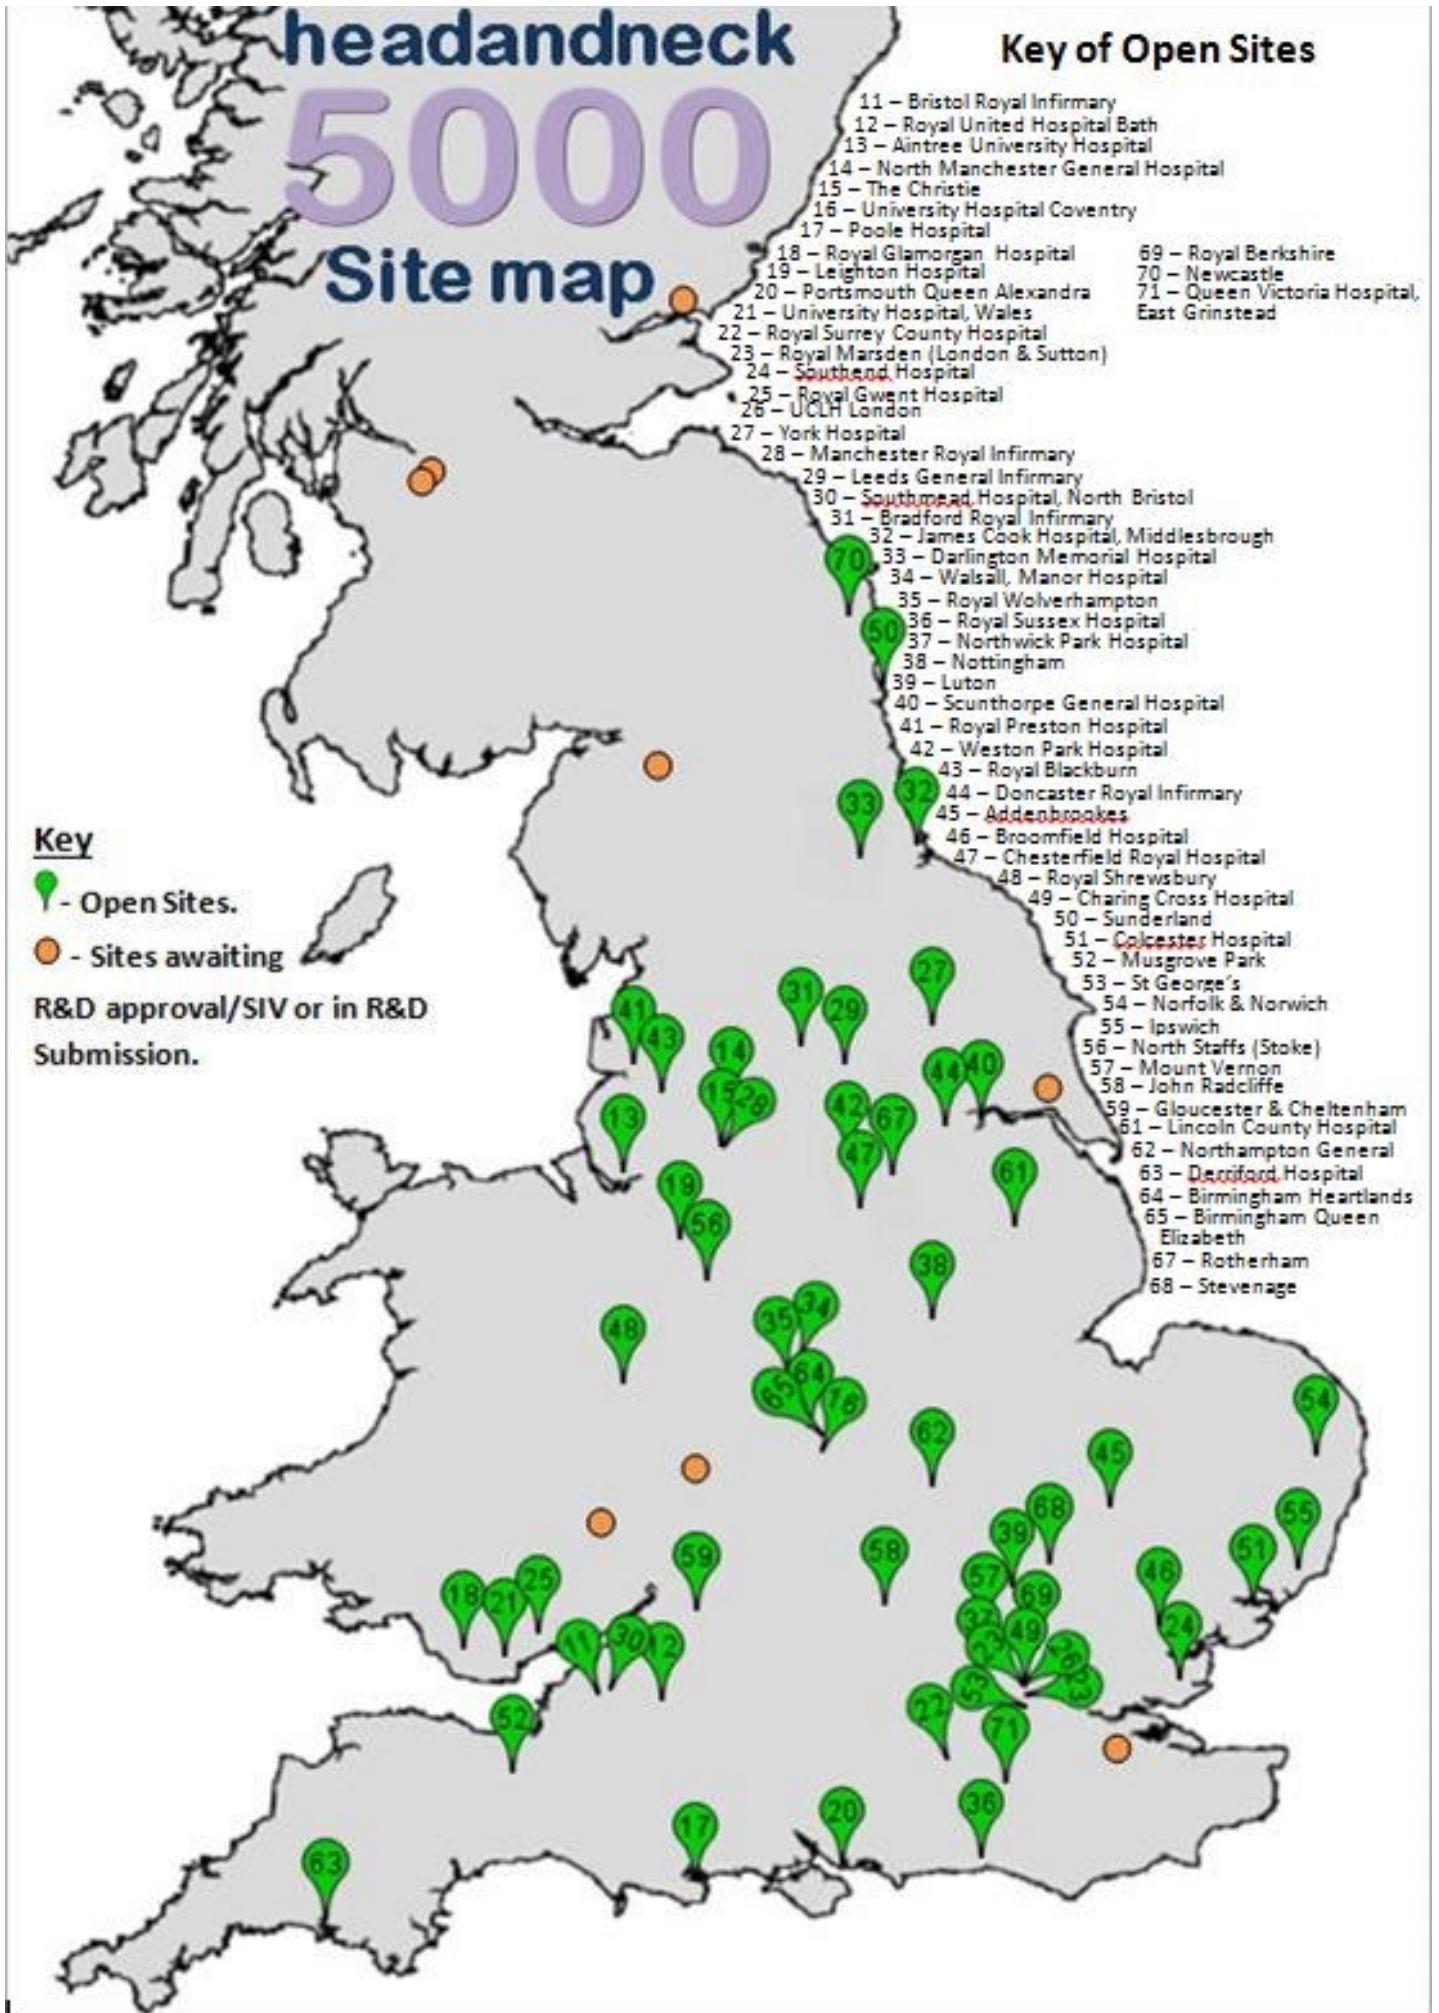 headandneck
5000
Site map
Key of Open Sites
11 – Bristol Royal Infirmary
12 – Royal United Hospital Bath
13 – Aintree University Hospital
14 – North Manchester General Hospital
15 – The Christie
16 – University Hospital Coventry
17 – Poole Hospital
18 – Royal Glamorgan Hospital
19 – Leighton Hospital
20 – Portsmouth Queen Alexandra
21 – University Hospital, Wales
22 – Royal Surrey County Hospital
23 – Royal Marsden (London & Sutton)
24 – Southend Hospital
25 – Royal Gwent Hospital
26 – UCLH London
27 – York Hospital
28 – Manchester Royal Infirmary
29 – Leeds General Infirmary
30 – Southmead Hospital, North Bristol
31 – Bradford Royal Infirmary
32 – James Cook Hospital, Middlesbrough
33 – Darlington Memorial Hospital
34 – Walsall, Manor Hospital
35 – Royal Wolverhampton
36 – Royal Sussex Hospital
37 – Northwick Park Hospital
38 – Nottingham
39 – Luton
40 – Scunthorpe General Hospital
41 – Royal Preston Hospital
42 – Weston Park Hospital
43 – Royal Blackburn
44 – Doncaster Royal Infirmary
45 – Addenbrookes
46 – Broomfield Hospital
47 – Chesterfield Royal Hospital
48 – Royal Shrewsbury
49 – Charing Cross Hospital
50 – Sunderland
51 – Colcester Hospital
52 – Musgrove Park
53 – St George's
54 – Norfolk & Norwich
55 – Ipswich
56 – North Staffs (Stoke)
57 – Mount Vernon
58 – John Radcliffe
59 – Gloucester & Cheltenham
61 – Lincoln County Hospital
62 – Northampton General
63 – Derriford Hospital
64 – Birmingham Heartlands
65 – Birmingham Queen
Elizabeth
67 – Rotherham
68 – Stevenage
69 – Royal Berkshire
70 – Newcastle
71 – Queen Victoria Hospital,
East Grinstead
Key
- Open Sites.
- Sites awaiting
R&D approval/SIV or in R&D
Submission.
70
50
33
32
27
31
29
41
43
14
44
40
15
28
42
67
13
47
61
19
56
38
34
35
48
64
65
16
54
62
45
68
55
39
59
58
51
57
46
18
21
25
69
37
24
11
30
12
23
49
26
53
22
52
71
20
36
17
63